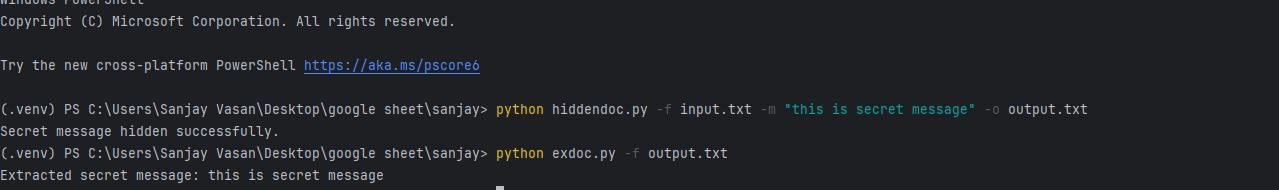 Windows PowerShell
Copyright (C) Microsoft Corporation. All rights reserved.
Try the new cross-platform PowerShell https://aka.ms/pscore6
(.venv) PS C:\Users\Sanjay Vasan\Desktop\google sheet\sanjay> python hiddendoc.py -f input.txt -m "this is secret message" -o output.txt
Secret message hidden successfully.
(.venv) PS C:\Users\Sanjay Vasan\Desktop\google sheet\sanjay> python exdoc.py -f output.txt
Extracted secret message: this is secret message